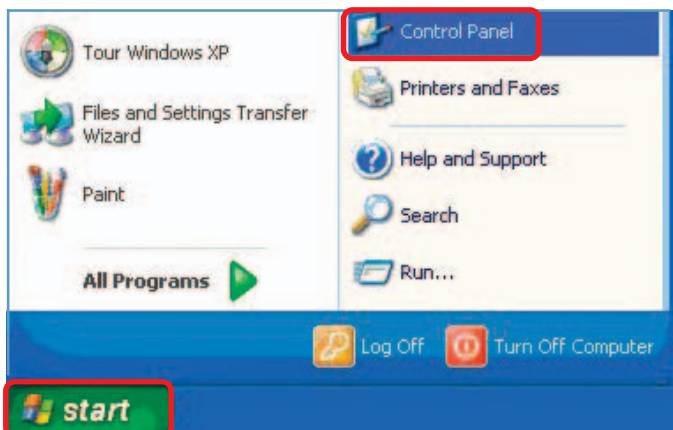 Tour Windows XP
Files and Settings Transfer
Wizard
Paint
All Programs
Control Panel
Printers and Faxes
Help and Support
Search
Run...
Log Off
Turn Off Computer
start